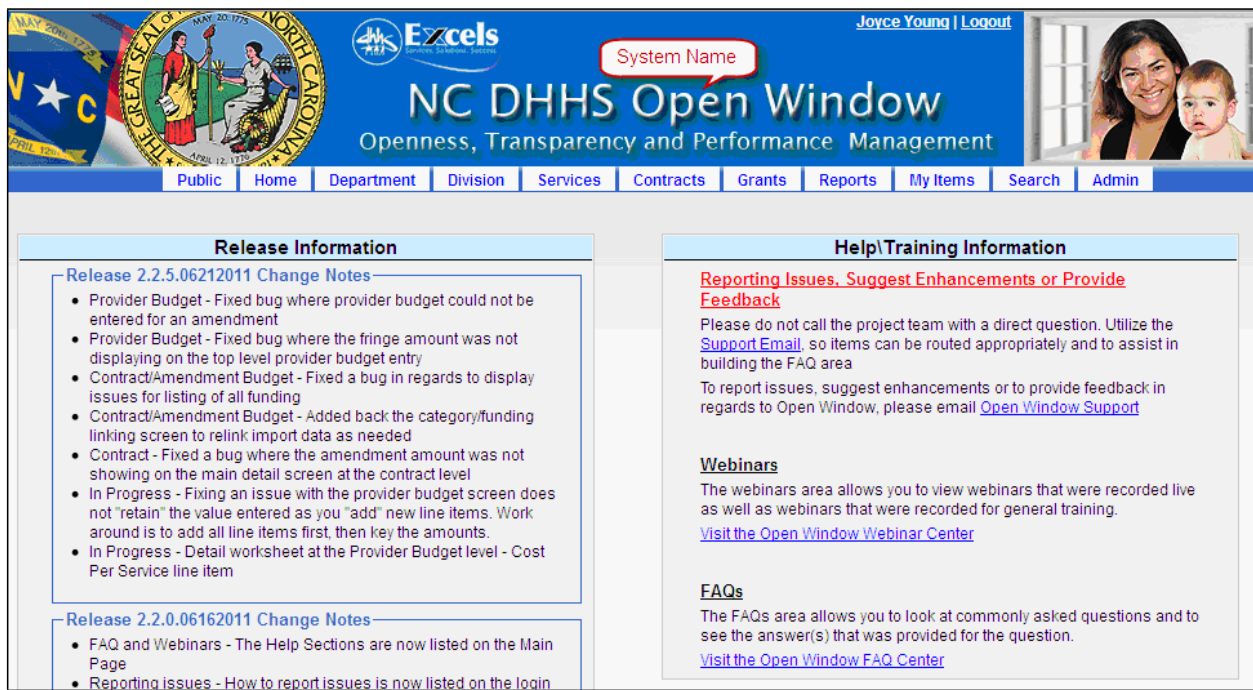 MAY 20TH 1775
N C
APRIL 12TH
THE GREAT SEAL OF NORTH CAROLINA
MAY 20 1775
APRIL 12, 1776
Excels
Services. Solutions. Success.
Joyce Young | Logout
System Name
NC DHHS Open Window
Openness, Transparency and Performance Management
Public Home Department Division Services Contracts Grants Reports My Items Search Admin
Release Information
Release 2.2.5.06212011 Change Notes
• Provider Budget - Fixed bug where provider budget could not be
entered for an amendment
• Provider Budget - Fixed bug where the fringe amount was not
displaying on the top level provider budget entry
• Contract/Amendment Budget - Fixed a bug in regards to display
issues for listing of all funding
• Contract/Amendment Budget - Added back the category/funding
linking screen to relink import data as needed
• Contract - Fixed a bug where the amendment amount was not
showing on the main detail screen at the contract level
• In Progress - Fixing an issue with the provider budget screen does
not "retain" the value entered as you "add" new line items. Work
around is to add all line items first, then key the amounts.
• In Progress - Detail worksheet at the Provider Budget level - Cost
Per Service line item
Release 2.2.0.06162011 Change Notes
• FAQ and Webinars - The Help Sections are now listed on the Main
Page
• Reporting issues - How to report issues is now listed on the login
Help\Training Information
Reporting Issues, Suggest Enhancements or Provide
Feedback
Please do not call the project team with a direct question. Utilize the
Support Email, so items can be routed appropriately and to assist in
building the FAQ area
To report issues, suggest enhancements or to provide feedback in
regards to Open Window, please email Open Window Support
Webinars
The webinars area allows you to view webinars that were recorded live
as well as webinars that were recorded for general training.
Visit the Open Window Webinar Center
FAQs
The FAQs area allows you to look at commonly asked questions and to
see the answer(s) that was provided for the question.
Visit the Open Window FAQ Center